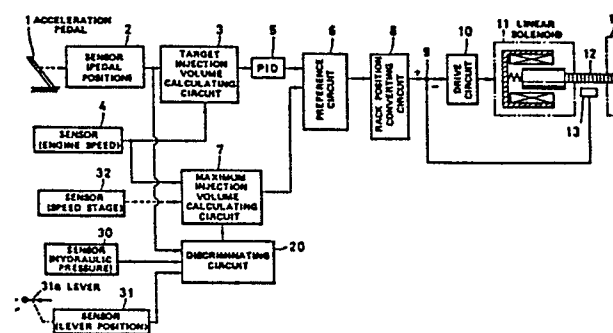 1 ACCELERATION
PEDAL
2
SENSOR
(PEDAL
POSITION)
3
TARGET
INJECTION
VOLUME
CALCULATING
CIRCUIT
5
PID
6
PREFERENCE
CIRCUIT
8
RACK POSITION
CONVERTING
CIRCUIT
9
+
-
10
DRIVE
CIRCUIT
11
LINEAR
SOLENOID
12
13
4
SENSOR
(ENGINE SPEED)
32
SENSOR
(SPEED STAGE)
7
MAXIMUM
INJECTION
VOLUME
CALCULATING
CIRCUIT
30
SENSOR
(HYDRAULIC
PRESSURE)
20
DISCRIMINATING
CIRCUIT
31a LEVER
31
SENSOR
(LEVER POSITION)